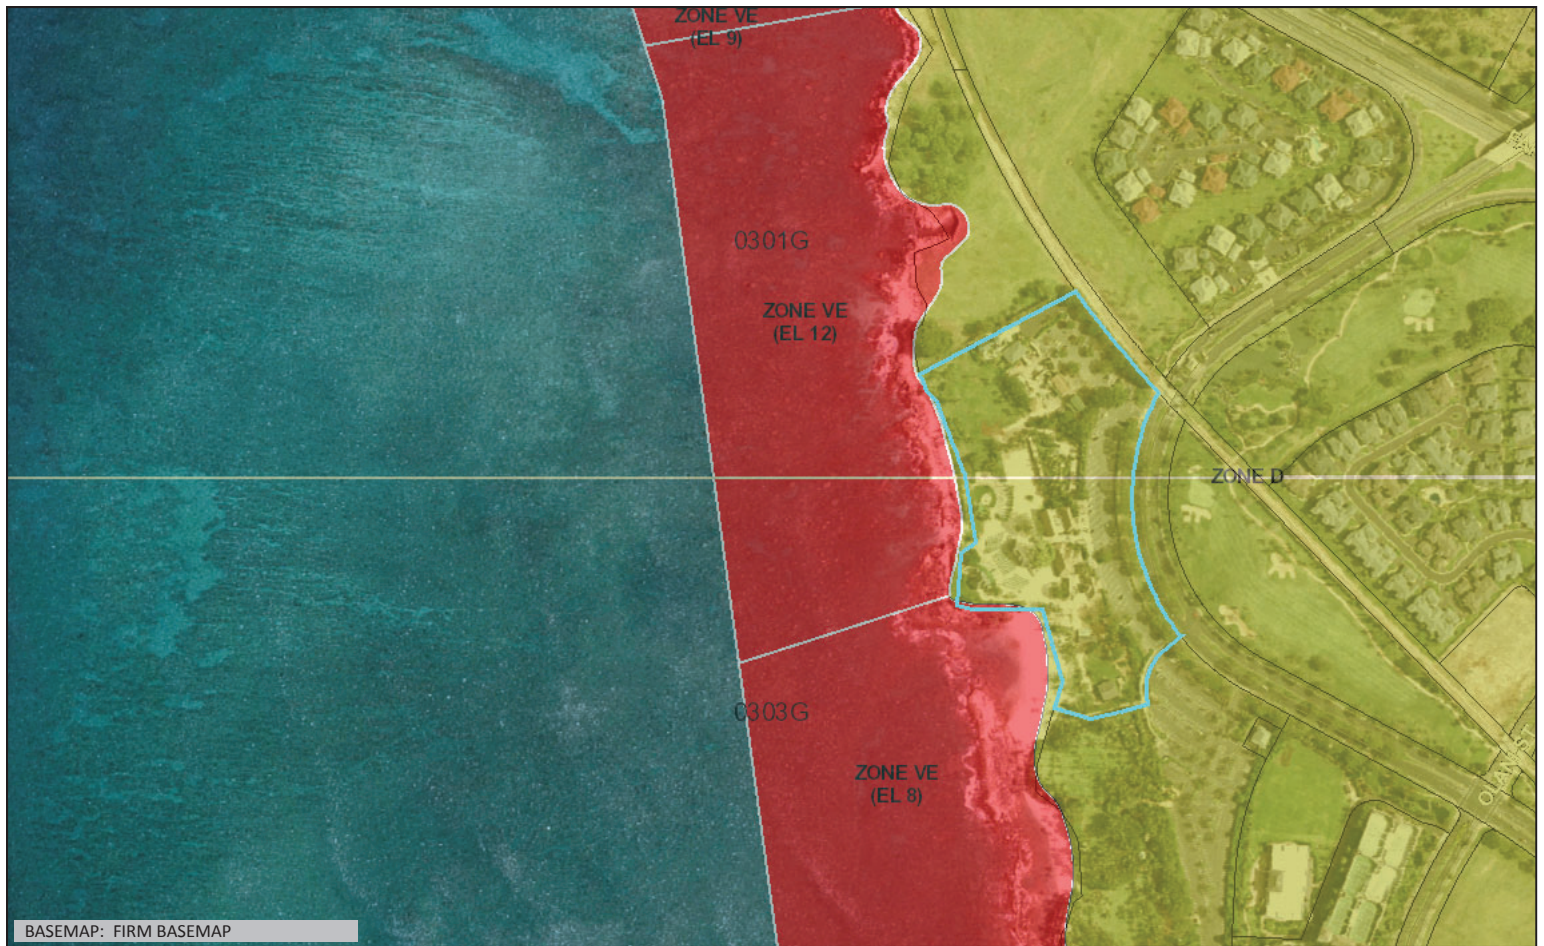 ZONE VE
(EL 9)
0301G
ZONE VE
(EL 12)
ZONE D
0303G
ZONE VE
(EL 8)
BASEMAP: FIRM BASEMAP